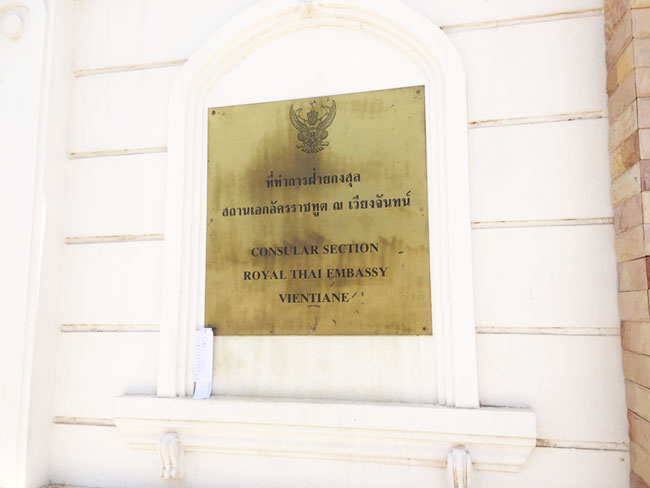 ที่ทำการฝ่ายกงสุล
สถานเอกอัครราชทูต ณ เวียงจันทน์
CONSULAR SECTION
ROYAL THAI EMBASSY
VIENTIANE